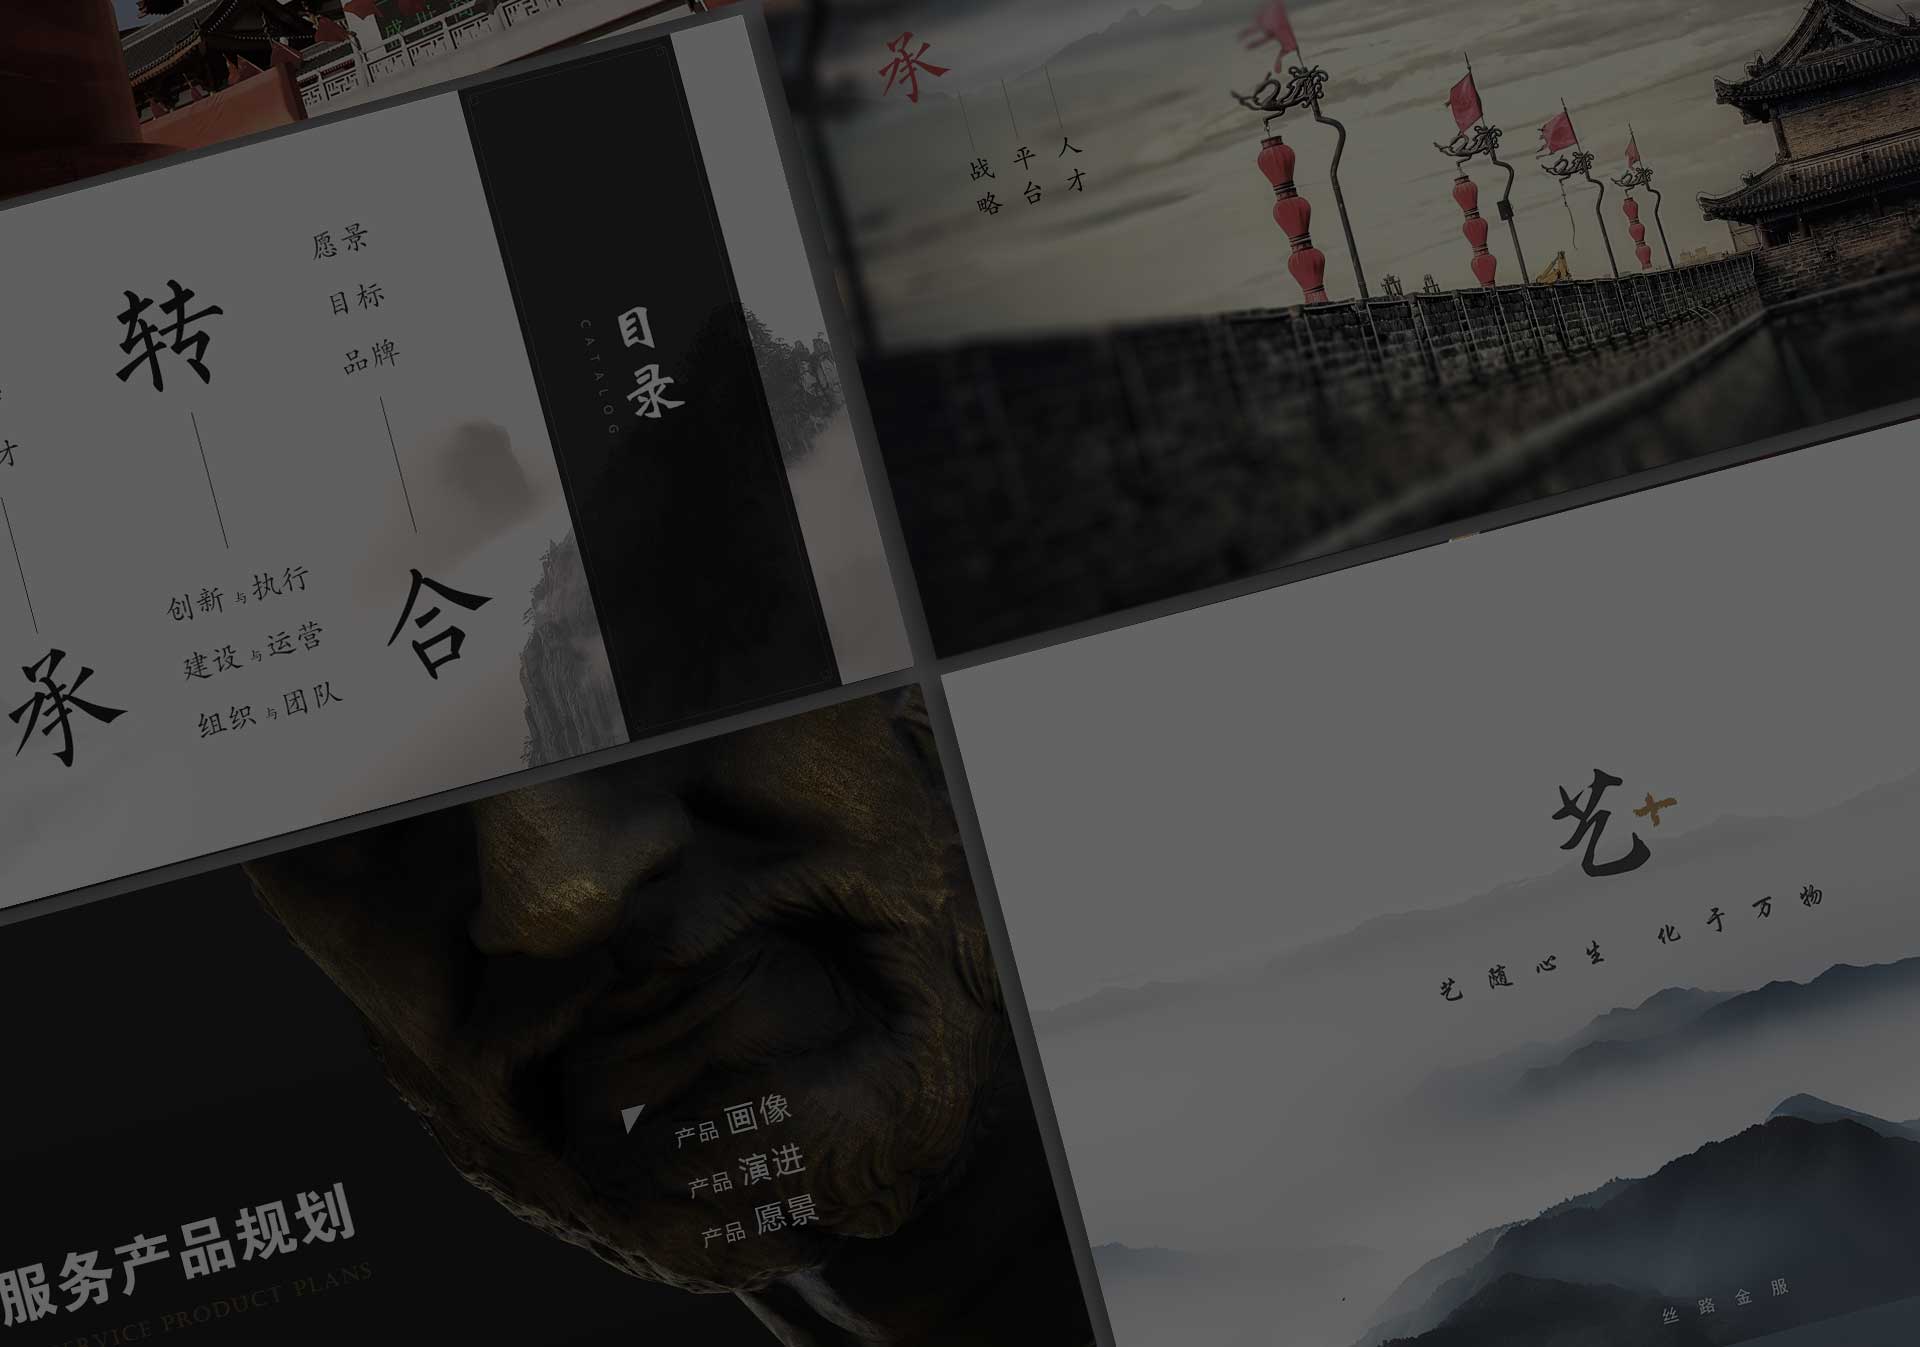 承
战略
平台
人才
愿景
目标
品牌
转
目录
CATALOG
才
创新与执行
建设与运营
组织与团队
合
承
艺+
艺随心生 化于万物
产品 画像
产品 演进
产品 愿景
服务产品规划
SERVICE PRODUCT PLANS
丝路金服